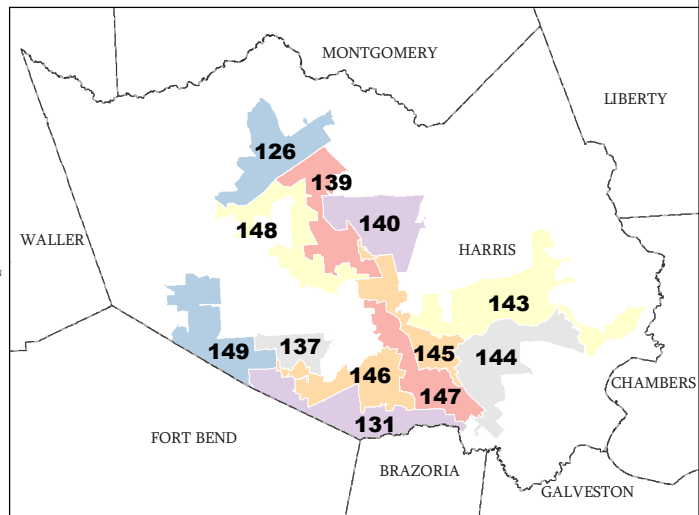 MONTGOMERY
LIBERTY
126
139
140
148
WALLER
HARRIS
143
149
137
145
144
146
147
CHAMBERS
131
FORT BEND
BRAZORIA
GALVESTON